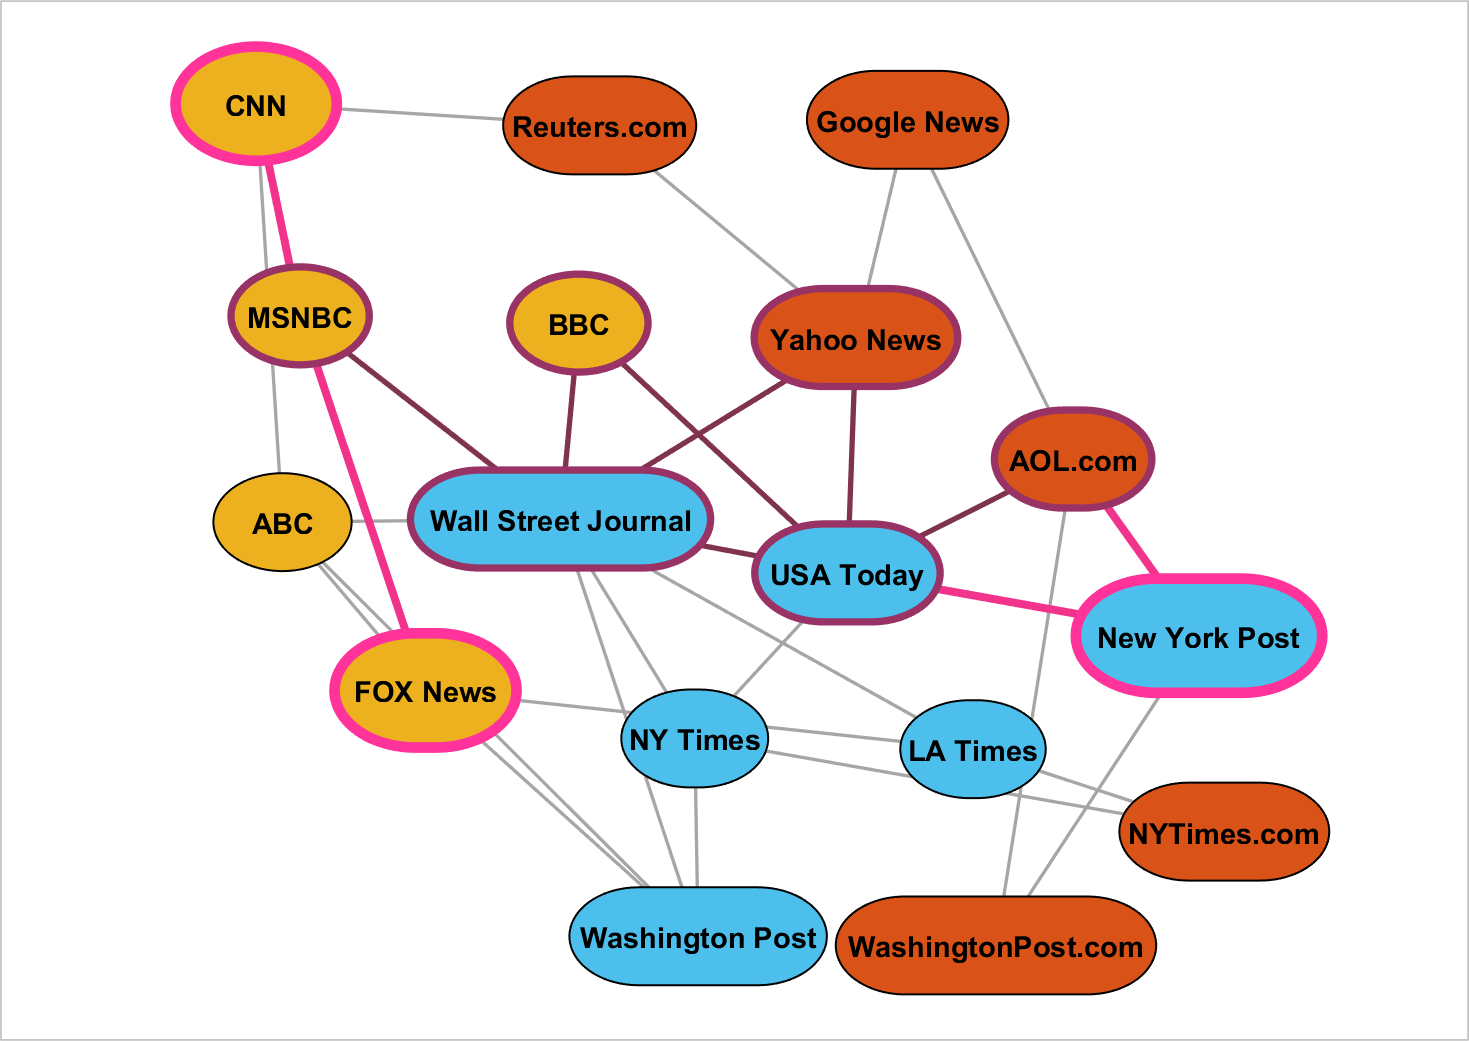 CNN
Reuters.com
Google News
MSNBC
BBC
Yahoo News
AOL.com
ABC
Wall Street Journal
USA Today
New York Post
FOX News
NY Times
LA Times
NYTimes.com
Washington Post
WashingtonPost.com